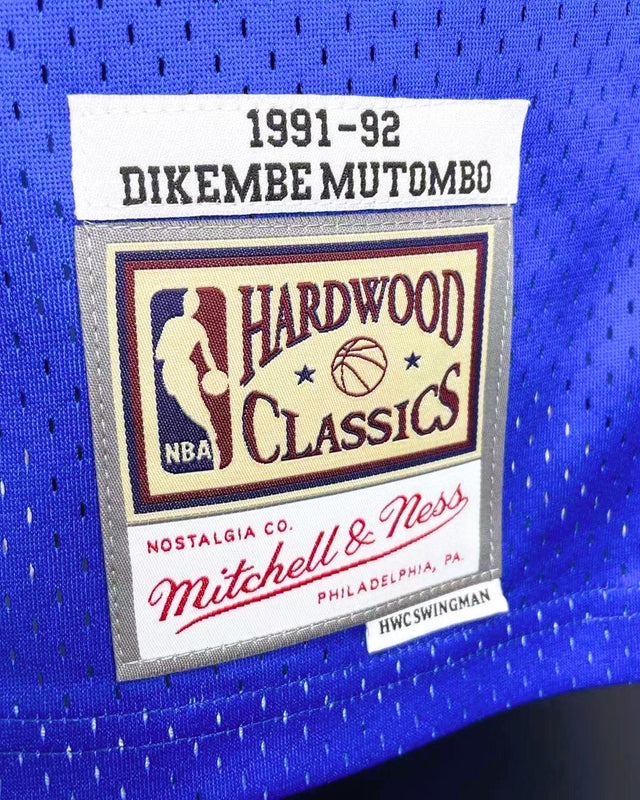 1991-92
DIKEMBE MUTOMBO
HARDWOOD
CLASSICS
NBA
NOSTALGIA CO.
Mitchell & Ness
PHILADELPHIA, PA.
HWC SWINGMAN